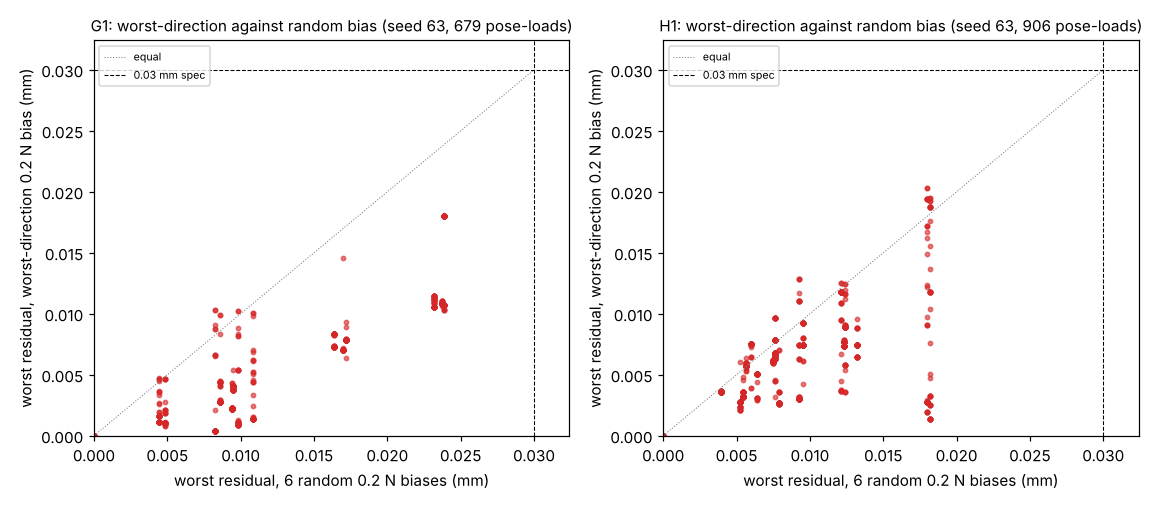 G1: worst-direction against random bias (seed 63, 679 pose-loads)
equal
0.03 mm spec
worst residual, worst-direction 0.2 N bias (mm)
0.030
0.025
0.020
0.015
0.010
0.005
0.000
0.000 0.005 0.010 0.015 0.020 0.025 0.030
worst residual, 6 random 0.2 N biases (mm)
H1: worst-direction against random bias (seed 63, 906 pose-loads)
equal
0.03 mm spec
worst residual, worst-direction 0.2 N bias (mm)
0.030
0.025
0.020
0.015
0.010
0.005
0.000
0.000 0.005 0.010 0.015 0.020 0.025 0.030
worst residual, 6 random 0.2 N biases (mm)